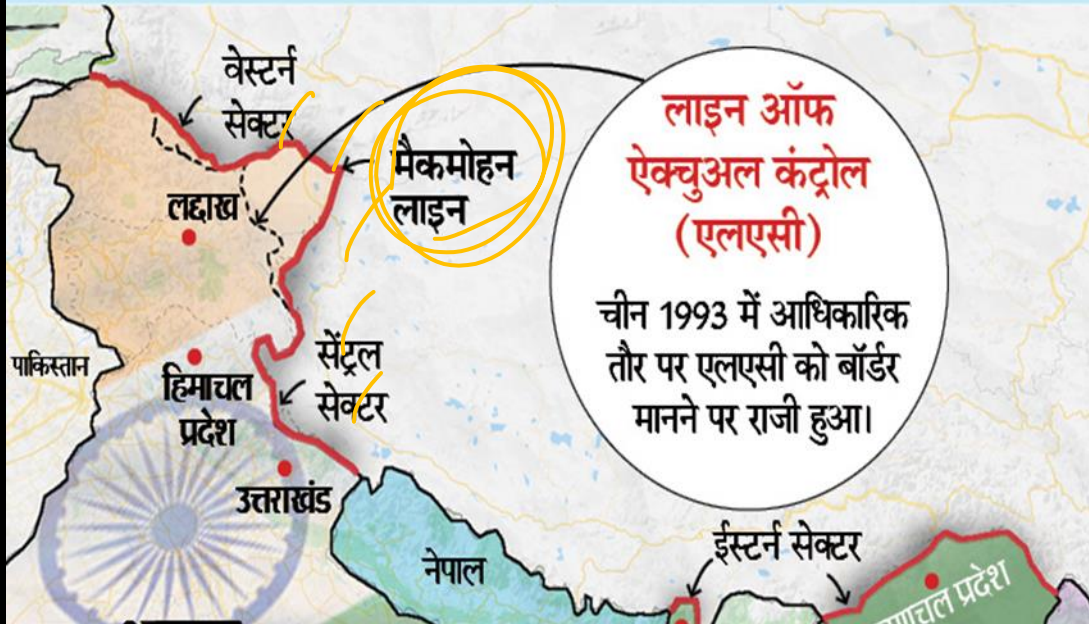 वेस्टर्न
सेक्टर
मैकमोहन
लाइन
लद्दाख
लाइन ऑफ
ऐक्चुअल कंट्रोल
(एलएसी)
चीन 1993 में आधिकारिक
तौर पर एलएसी को बॉर्डर
मानने पर राजी हुआ।
पाकिस्तान
हिमाचल
प्रदेश
सेंट्रल
सेक्टर
उत्तराखंड
नेपाल
ईस्टर्न सेक्टर
प्रदेश